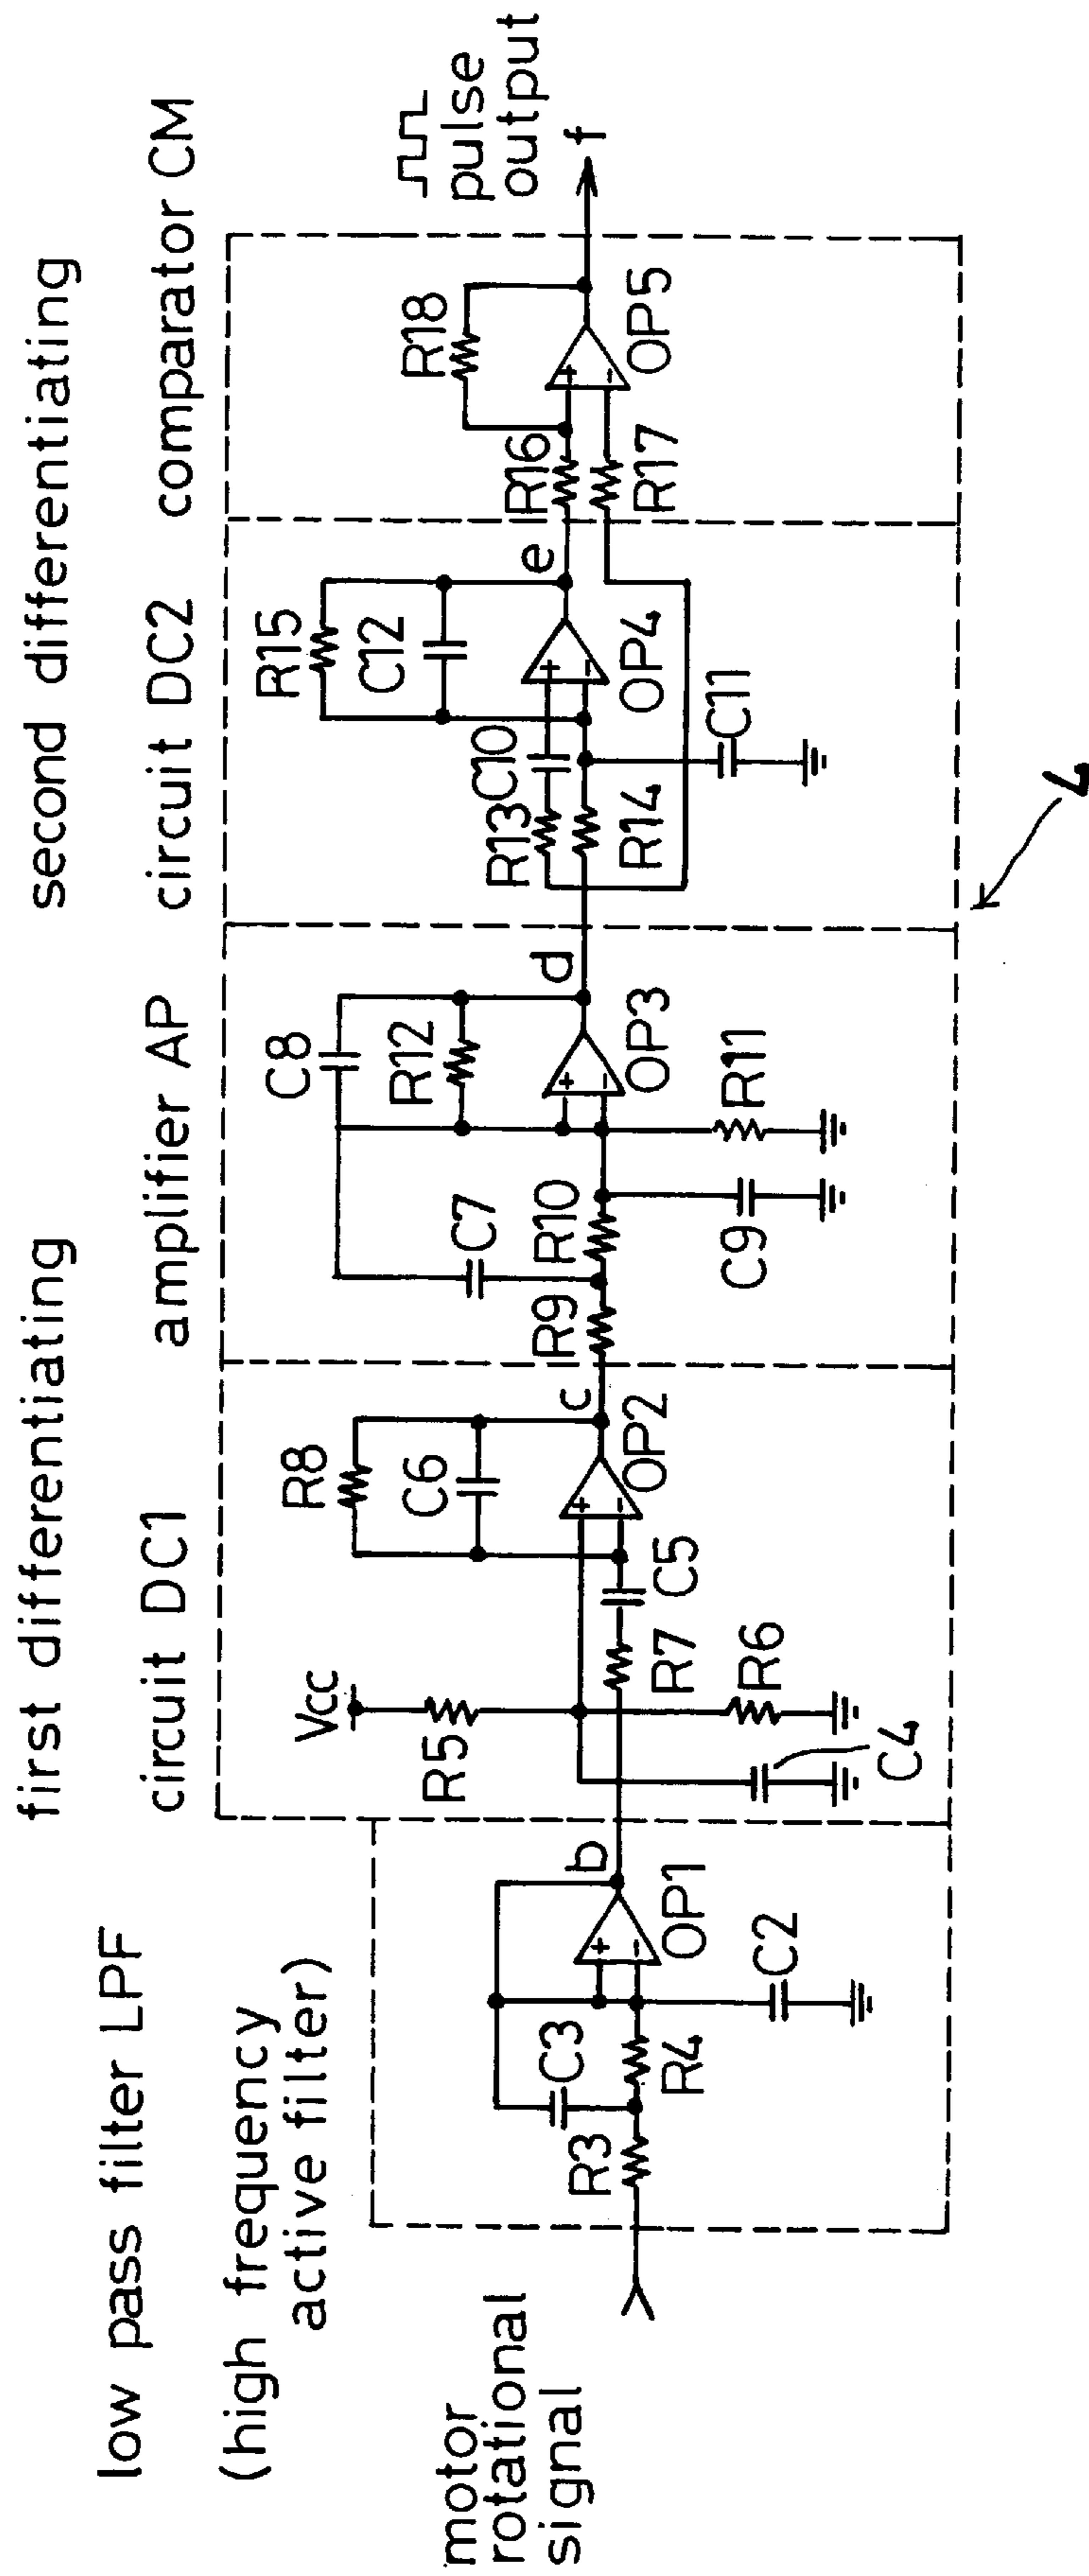 first differentiating
second differentiating
low pass filter LPF
circuit DC1
amplifier AP
circuit DC2
comparator CM
(high frequency
active filter)
motor
rotational
signal
R3
C3
R4
C2
+
-
OP1
b
Vcc
R5
C4
R6
R7
C5
R8
C6
+
-
OP2
c
R9
C7
R10
C9
R11
C8
R12
+
-
OP3
d
R13
C10
R14
C11
R15
C12
+
-
OP4
e
R16
R17
R18
+
-
OP5
pulse
output
f
4